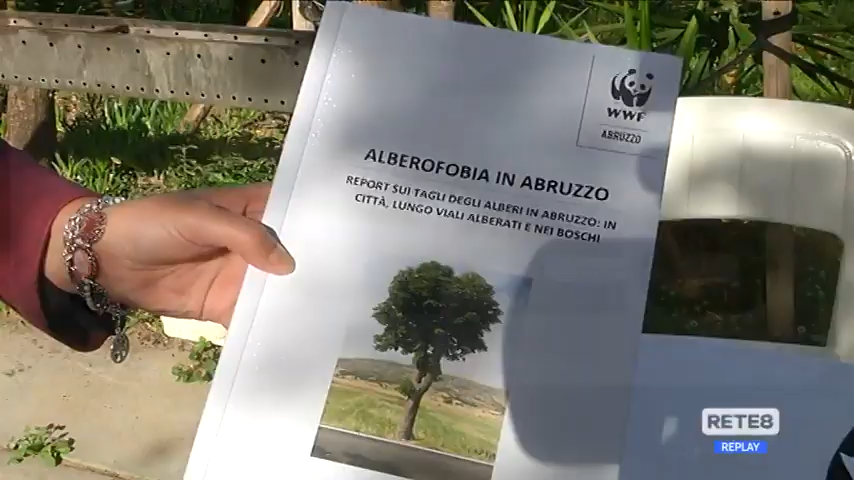 WWF
ABRUZZO
ALBEROFOBIA IN ABRUZZO
REPORT SUI TAGLI DEGLI ALBERI IN ABRUZZO: IN
CITTÀ, LUNGO VIALI ALBERATI E NEI BOSCHI
RETE8
REPLAY